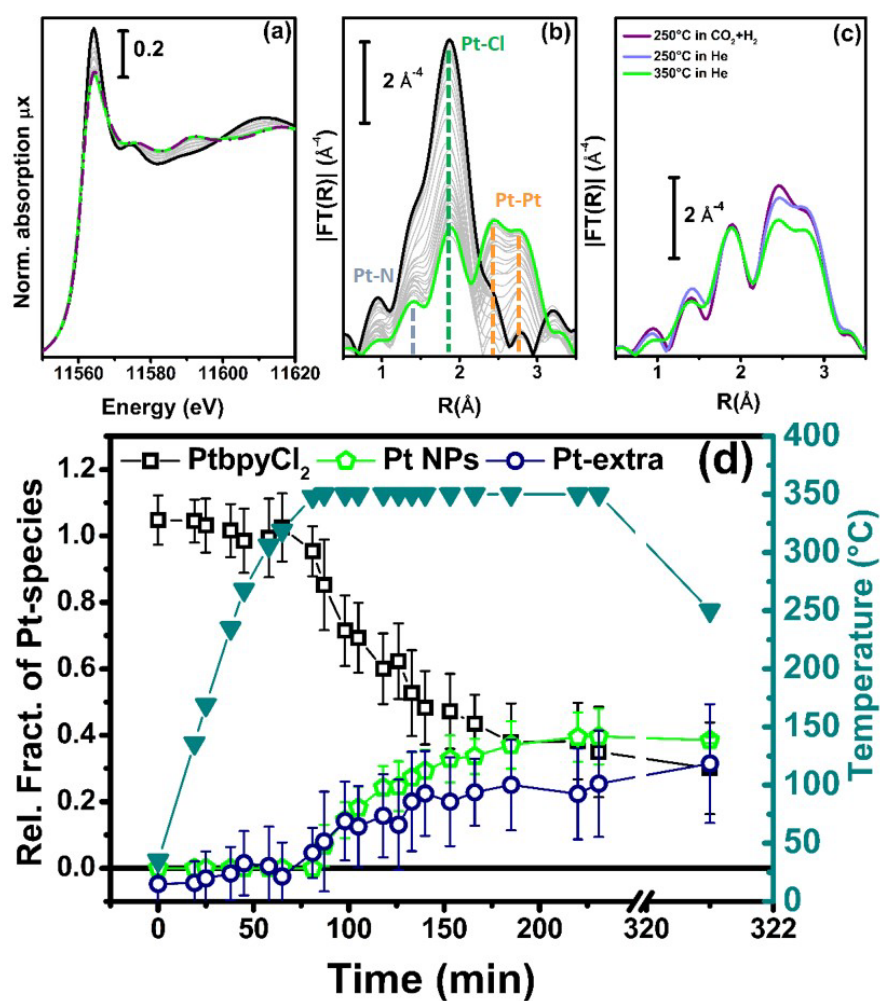 (a)
0.2
Norm. absorption µx
11560 11580 11600 11620
Energy (eV)
(b)
Pt-Cl
2 Å⁻⁴
Pt-Pt
Pt-N
|FT(R)| (Å⁻⁴)
1 2 3
R(Å)
(c)
250°C in CO₂+H₂
250°C in He
350°C in He
2 Å⁻⁴
|FT(R)| (Å⁻⁴)
1 2 3
R(Å)
(d)
PtbpyCl₂ Pt NPs Pt-extra
Rel. Fract. of Pt-species
1.2
1.0
0.8
0.6
0.4
0.2
0.0
400
350
300
250
200
150
100
50
0
Temperature (°C)
0 50 100 150 200 320 322
Time (min)